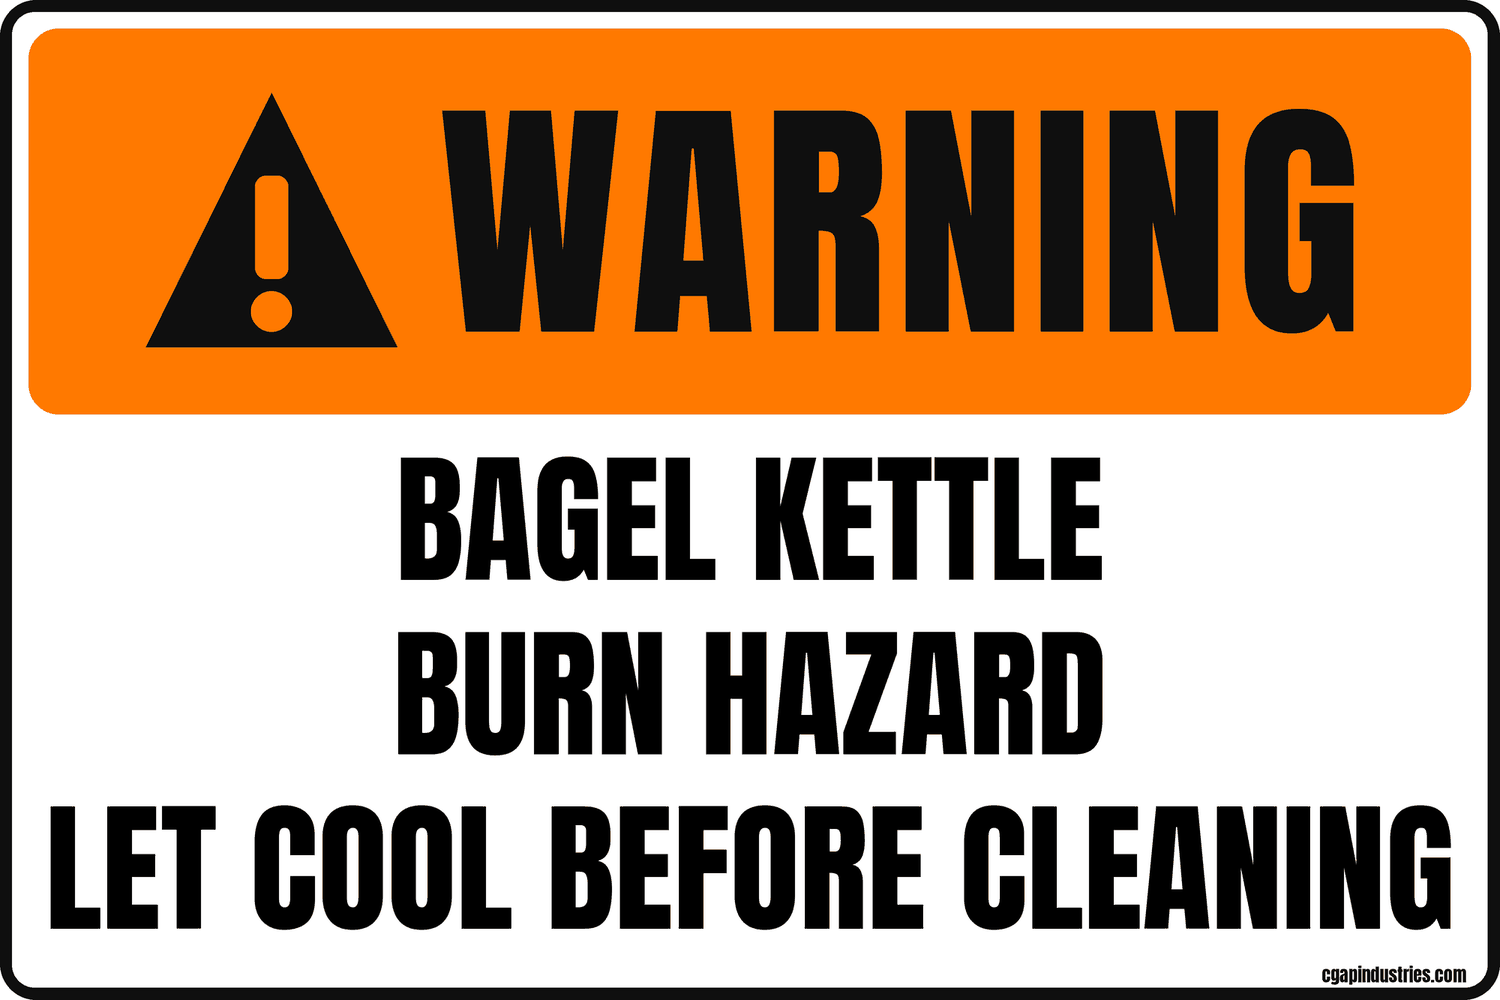 WARNING
BAGEL KETTLE
BURN HAZARD
LET COOL BEFORE CLEANING
cgapindustries.com